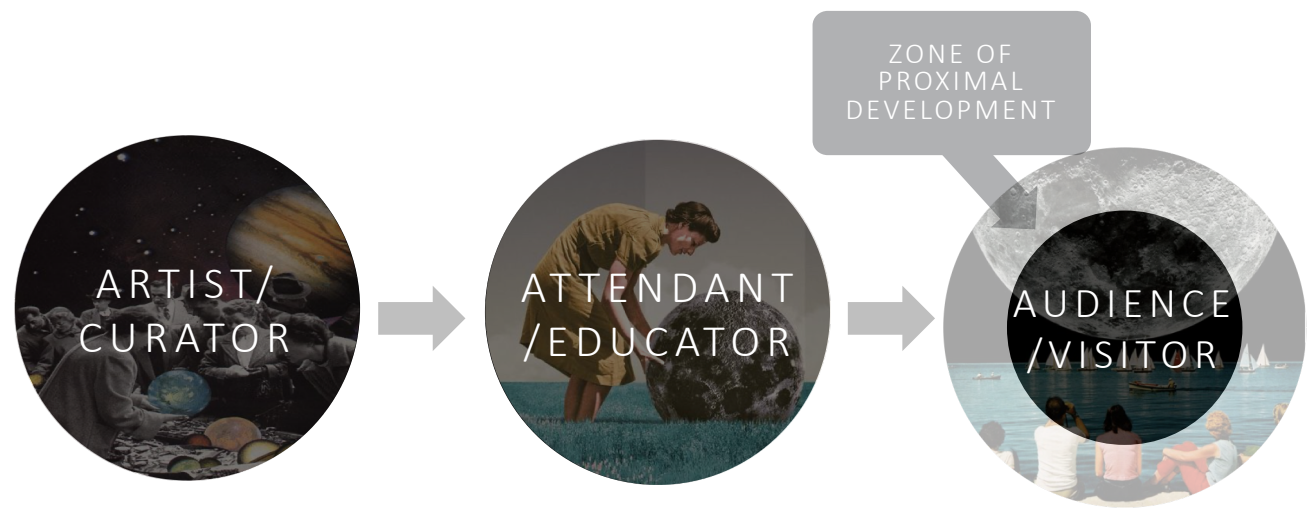 ZONE OF
PROXIMAL
DEVELOPMENT
ARTIST/
CURATOR
ATTENDANT
/EDUCATOR
AUDIENCE
/VISITOR